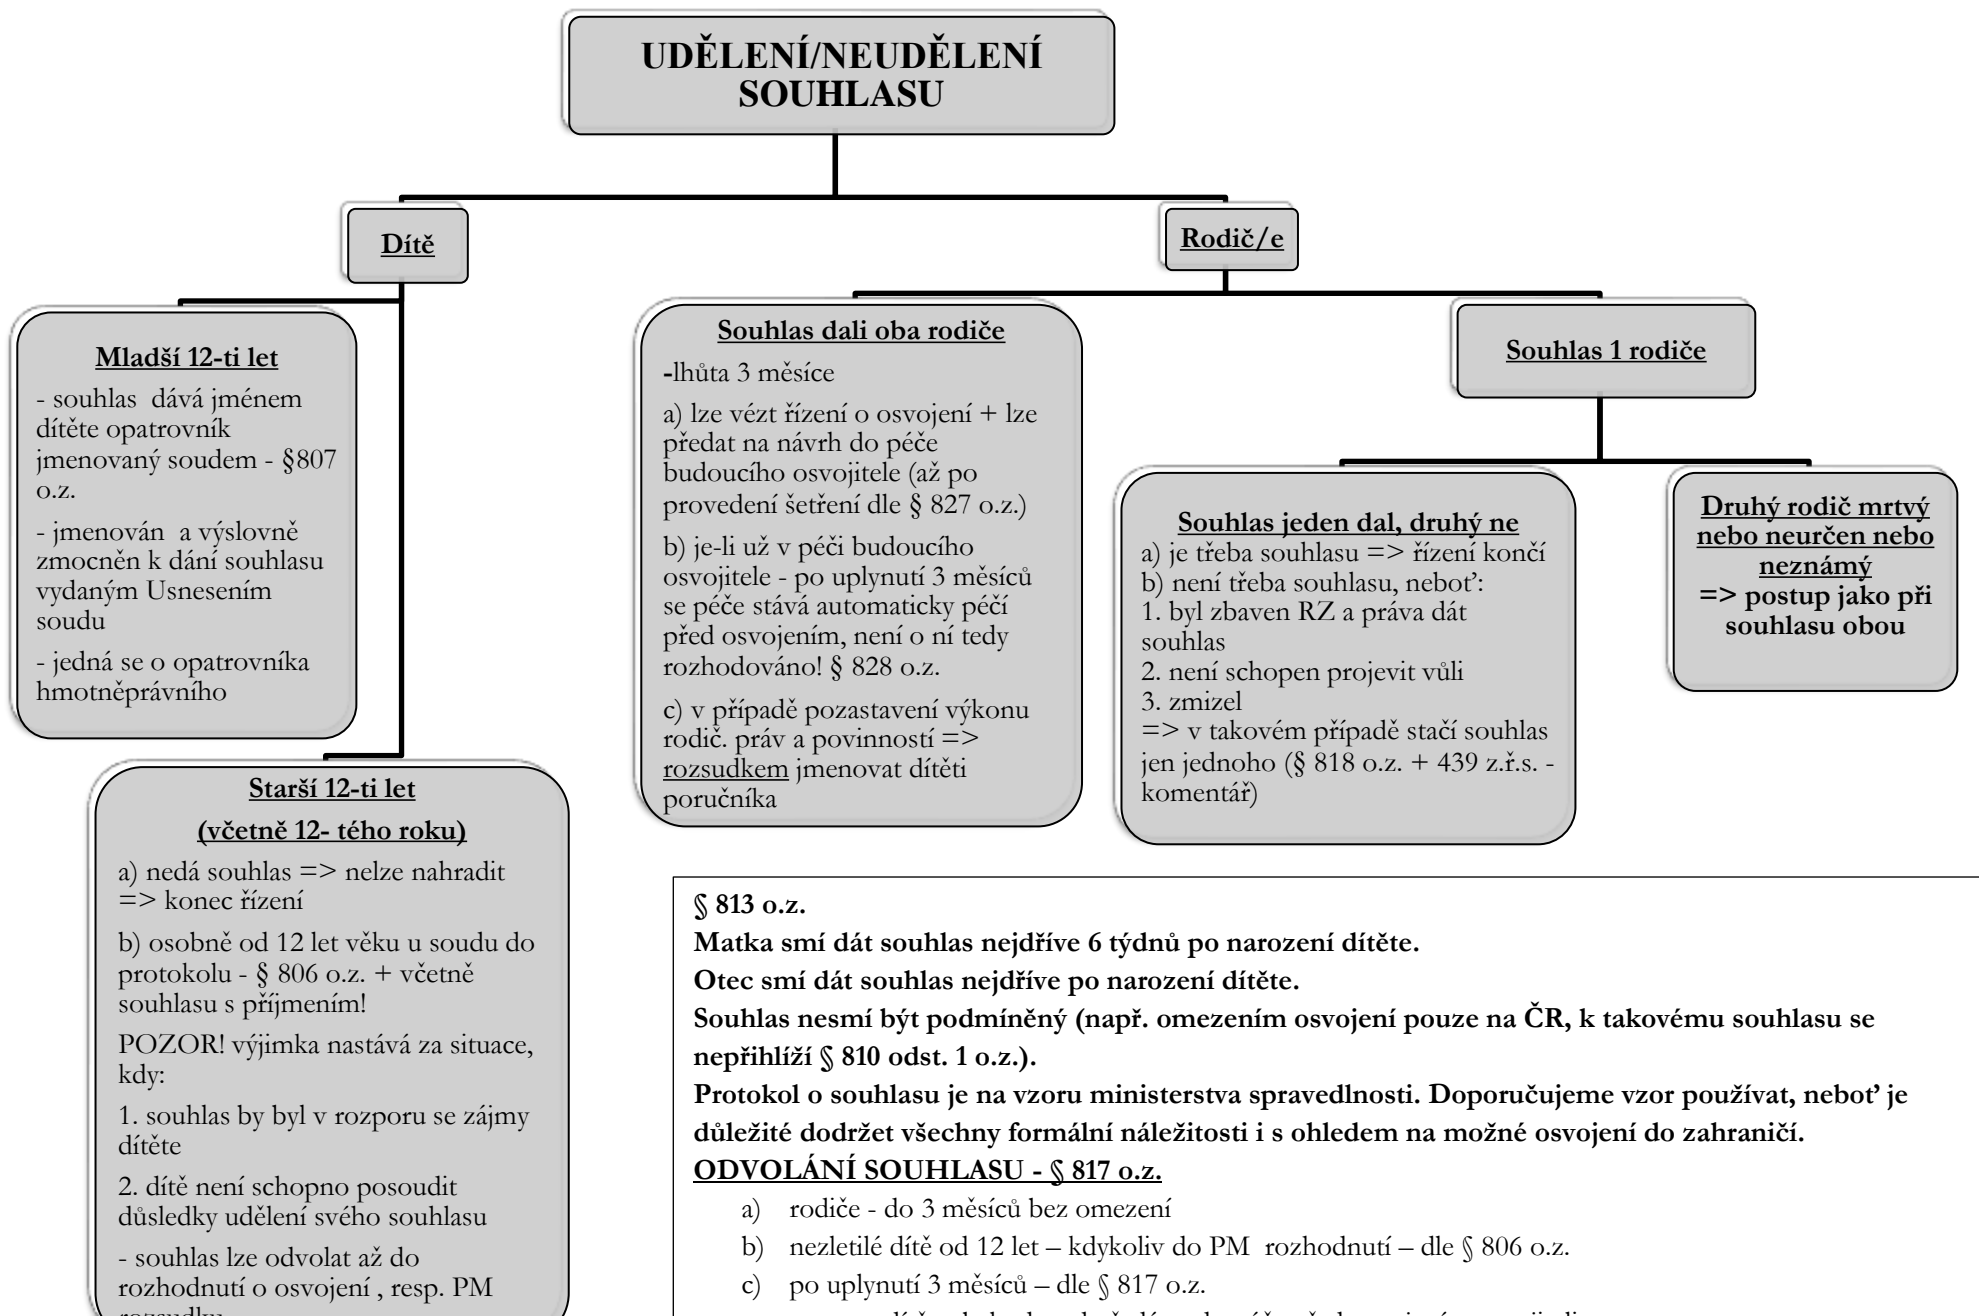 UDĚLENÍ/NEUDĚLENÍ
SOUHLASU
Dítě
Rodič/e
Mladší 12-ti let
- souhlas dává jménem
dítěte opatrovník
jmenovaný soudem - §807
o.z.
- jmenován a výslovně
zmocněn k dání souhlasu
vydaným Usnesením
soudu
- jedná se o opatrovníka
hmotněprávního
Starší 12-ti let
(včetně 12- tého roku)
a) nedá souhlas => nelze nahradit
=> konec řízení
b) osobně od 12 let věku u soudu do
protokolu - § 806 o.z. + včetně
souhlasu s příjmením!
POZOR! výjimka nastává za situace,
kdy:
1. souhlas by byl v rozporu se zájmy
dítěte
2. dítě není schopno posoudit
důsledky udělení svého souhlasu
- souhlas lze odvolat až do
rozhodnutí o osvojení , resp. PM
Souhlas dali oba rodiče
-lhůta 3 měsíce
a) lze vézt řízení o osvojení + lze
předat na návrh do péče
budoucího osvojitele (až po
provedení šetření dle § 827 o.z.)
b) je-li už v péči budoucího
osvojitele - po uplynutí 3 měsíců
se péče stává automaticky péčí
před osvojením, není o ní tedy
rozhodováno! § 828 o.z.
c) v případě pozastavení výkonu
rodič. práv a povinností =>
rozsudkem jmenovat dítěti
poručníka
Souhlas 1 rodiče
Souhlas jeden dal, druhý ne
a) je třeba souhlasu => řízení končí
b) není třeba souhlasu, neboť:
1. byl zbaven RZ a práva dát
souhlas
2. není schopen projevit vůli
3. zmizel
=> v takovém případě stačí souhlas
jen jednoho (§ 818 o.z. + 439 z.ř.s. -
komentář)
Druhý rodič mrtvý
nebo neurčen nebo
neznámý
=> postup jako při
souhlasu obou
§ 813 o.z.
Matka smí dát souhlas nejdříve 6 týdnů po narození dítěte.
Otec smí dát souhlas nejdříve po narození dítěte.
Souhlas nesmí být podmíněný (např. omezením osvojení pouze na ČR, k takovému souhlasu se
nepřihlíží § 810 odst. 1 o.z.).
Protokol o souhlasu je na vzoru ministerstva spravedlnosti. Doporučujeme vzor používat, neboť je
důležité dodržet všechny formální náležitosti i s ohledem na možné osvojení do zahraničí.
ODVOLÁNÍ SOUHLASU - § 817 o.z.
a) rodiče - do 3 měsíců bez omezení
b) nezletilé dítě od 12 let – kdykoliv do PM rozhodnutí – dle § 806 o.z.
c) po uplynutí 3 měsíců – dle § 817 o.z.